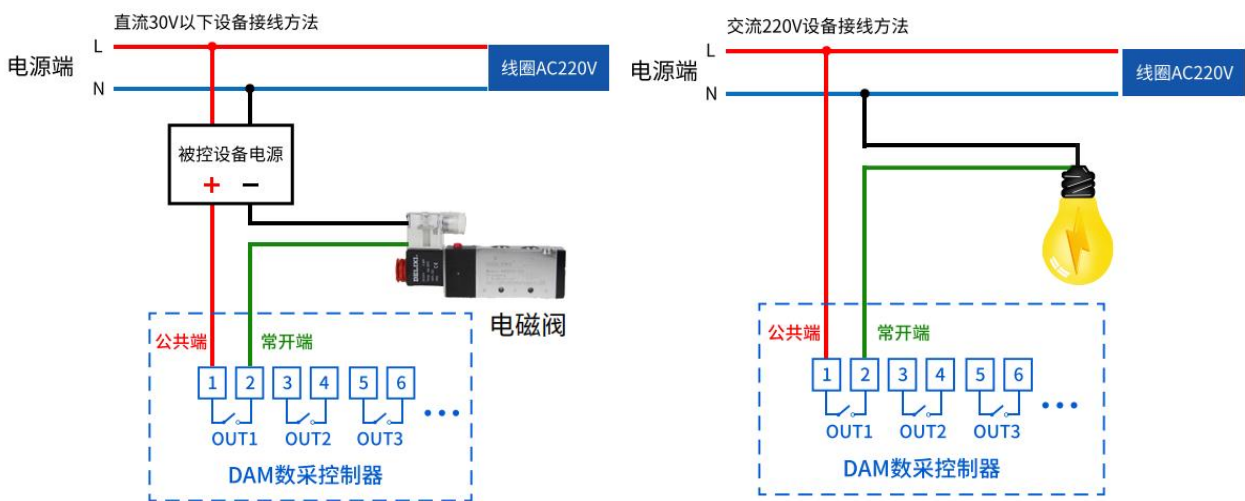 直流30V以下设备接线方法
L
电源端
线圈AC220V
N
被控设备电源
+ −
电磁阀
公共端 常开端
1 2 3 4 5 6
OUT1 OUT2 OUT3
DAM数采控制器
交流220V设备接线方法
L
电源端
线圈AC220V
N
公共端 常开端
1 2 3 4 5 6
OUT1 OUT2 OUT3
DAM数采控制器